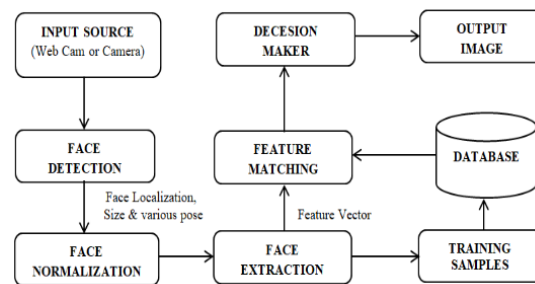 INPUT SOURCE
(Web Cam or Camera)
DECESION
MAKER
OUTPUT
IMAGE
FACE
DETECTION
FEATURE
MATCHING
DATABASE
Face Localization,
Size & various pose
Feature Vector
FACE
NORMALIZATION
FACE
EXTRACTION
TRAINING
SAMPLES